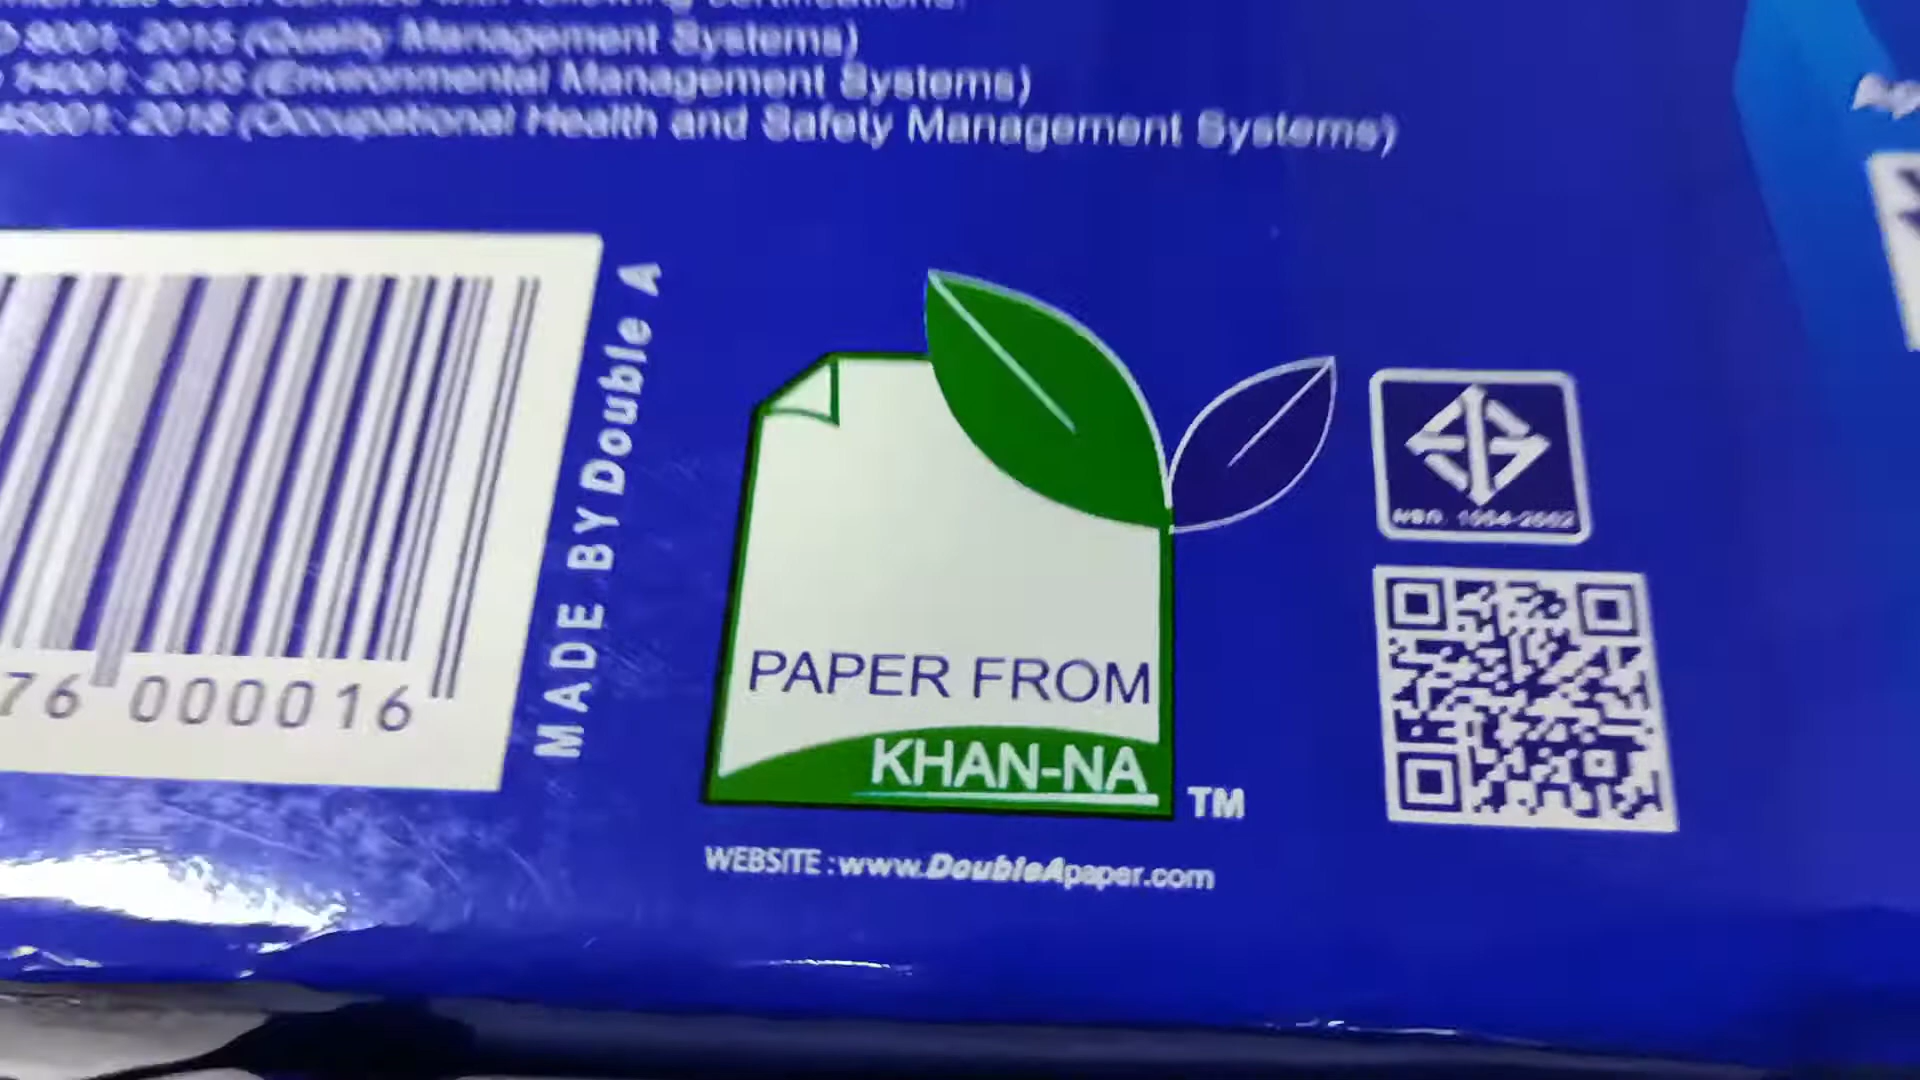 9001: 2015 (Quality Management Systems)
14001: 2015 (Environmental Management Systems)
45001: 2018 (Occupational Health and Safety Management Systems)
76 000016
MADE BY Double A
PAPER FROM
KHAN-NA
TM
WEBSITE : www.DoubleApaper.com